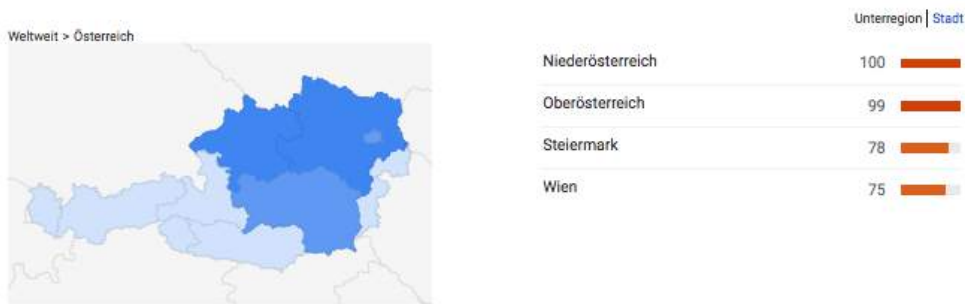 Unterregion | Stadt
Weltweit > Österreich
Niederösterreich 100
Oberösterreich 99
Steiermark 78
Wien 75